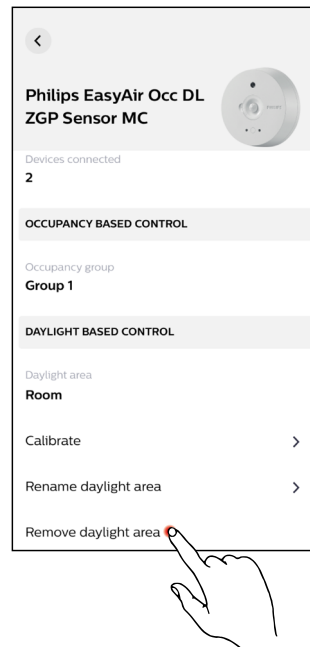 Philips EasyAir Occ DL
ZGP Sensor MC
PHILIPS
Devices connected
2
OCCUPANCY BASED CONTROL
Occupancy group
Group 1
DAYLIGHT BASED CONTROL
Daylight area
Room
Calibrate
Rename daylight area
Remove daylight area